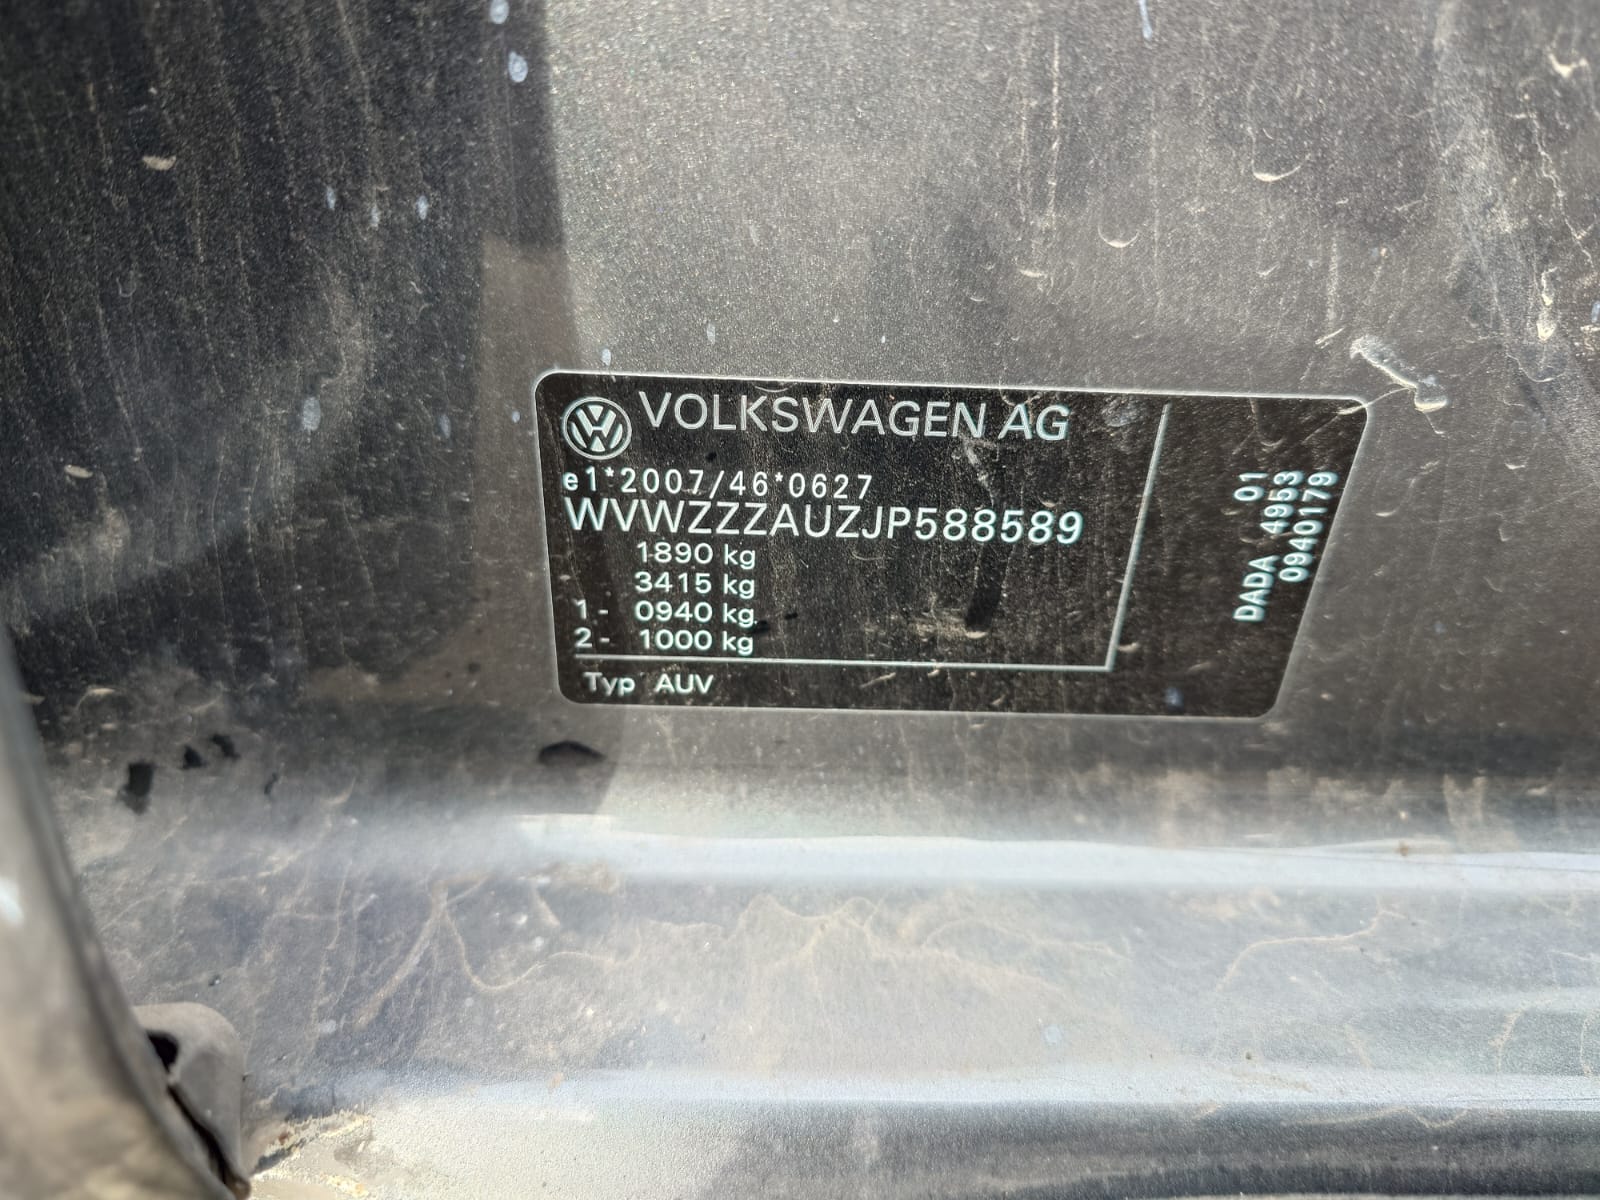 VOLKSWAGEN AG
e1*2007/46*0627
WVWZZZAUZJP588589
1890 kg
3415 kg
1- 0940 kg
2- 1000 kg
Typ AUV
DADA 01
4953
0940179